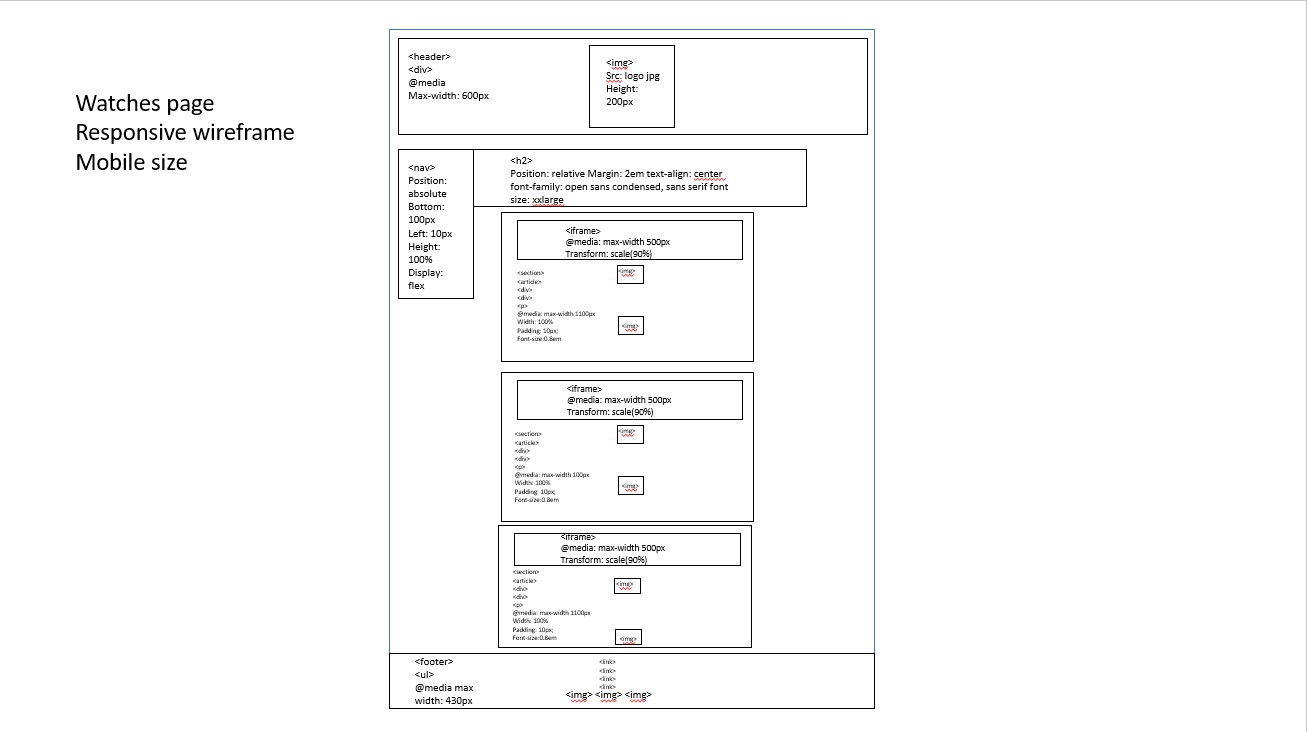 Watches page
Responsive wireframe
Mobile size
<header>
<div>
@media
Max-width: 600px
<img>
Src: logo jpg
Height:
200px
<nav>
Position:
absolute
Bottom:
100px
Left: 10px
Height:
100%
Display:
flex
<h2>
Position: relative Margin: 2em text-align: center
font-family: open sans condensed, sans serif font
size: xxlarge
<iframe>
@media: max-width 500px
Transform: scale(90%)
<section>
<article>
<div>
<div>
<p>
@media: max-width 1100px
Width: 100%
Padding: 10px;
Font-size:0.8em
<img>
<img>
<iframe>
@media: max-width 500px
Transform: scale(90%)
<section>
<article>
<div>
<div>
<p>
@media: max-width 100px
Width: 100%
Padding: 10px;
Font-size:0.8em
<img>
<img>
<iframe>
@media: max-width 500px
Transform: scale(90%)
<section>
<article>
<div>
<div>
<p>
@media: max-width 1100px
Width: 100%
Padding: 10px;
Font-size:0.8em
<img>
<img>
<footer>
<ul>
@media max
width: 430px
<link>
<link>
<link>
<link>
<img> <img> <img>